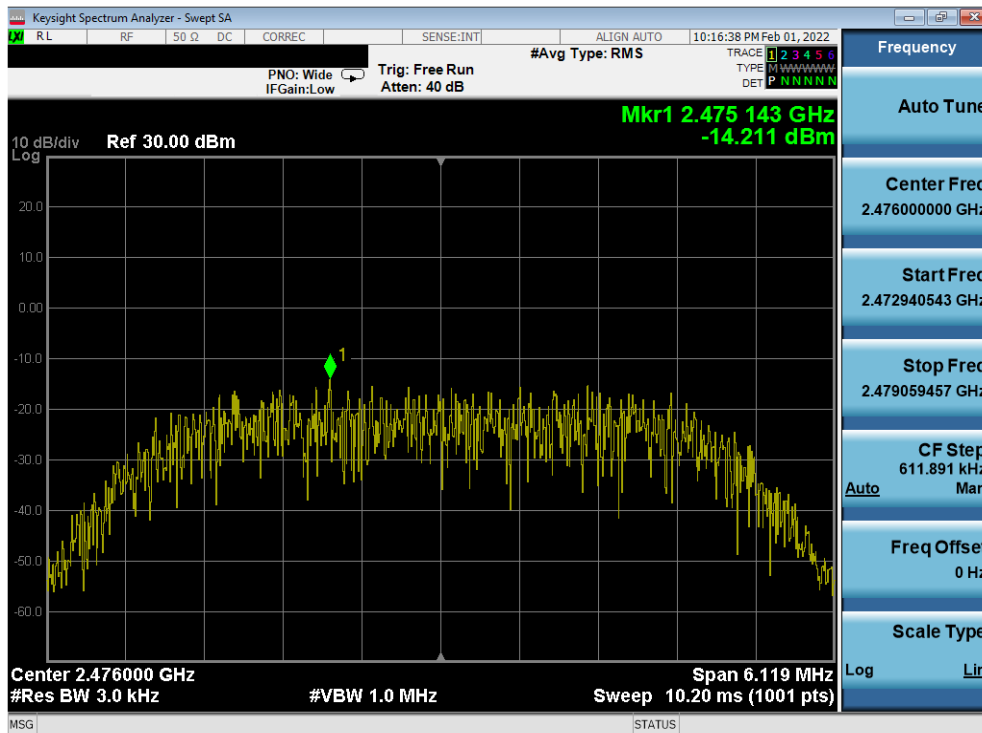 Keysight Spectrum Analyzer - Swept SA
LXI RL RF 50 Ω DC CORREC SENSE:INT ALIGN AUTO 10:16:38 PM Feb 01, 2022
#Avg Type: RMS TRACE 1 2 3 4 5 6
PNO: Wide Trig: Free Run TYPE M WWWWW
IFGain:Low Atten: 40 dB DET P N N N N N
Frequency
Mkr1 2.475 143 GHz
-14.211 dBm
10 dB/div Ref 30.00 dBm
Log
20.0
10.0
0.00
-10.0
-20.0
-30.0
-40.0
-50.0
-60.0
1
Center 2.476000 GHz Span 6.119 MHz
#Res BW 3.0 kHz #VBW 1.0 MHz Sweep 10.20 ms (1001 pts)
Auto Tune
Center Freq
2.476000000 GHz
Start Freq
2.472940543 GHz
Stop Freq
2.479059457 GHz
CF Step
611.891 kHz
Auto Man
Freq Offset
0 Hz
Scale Type
Log Lin
MSG STATUS